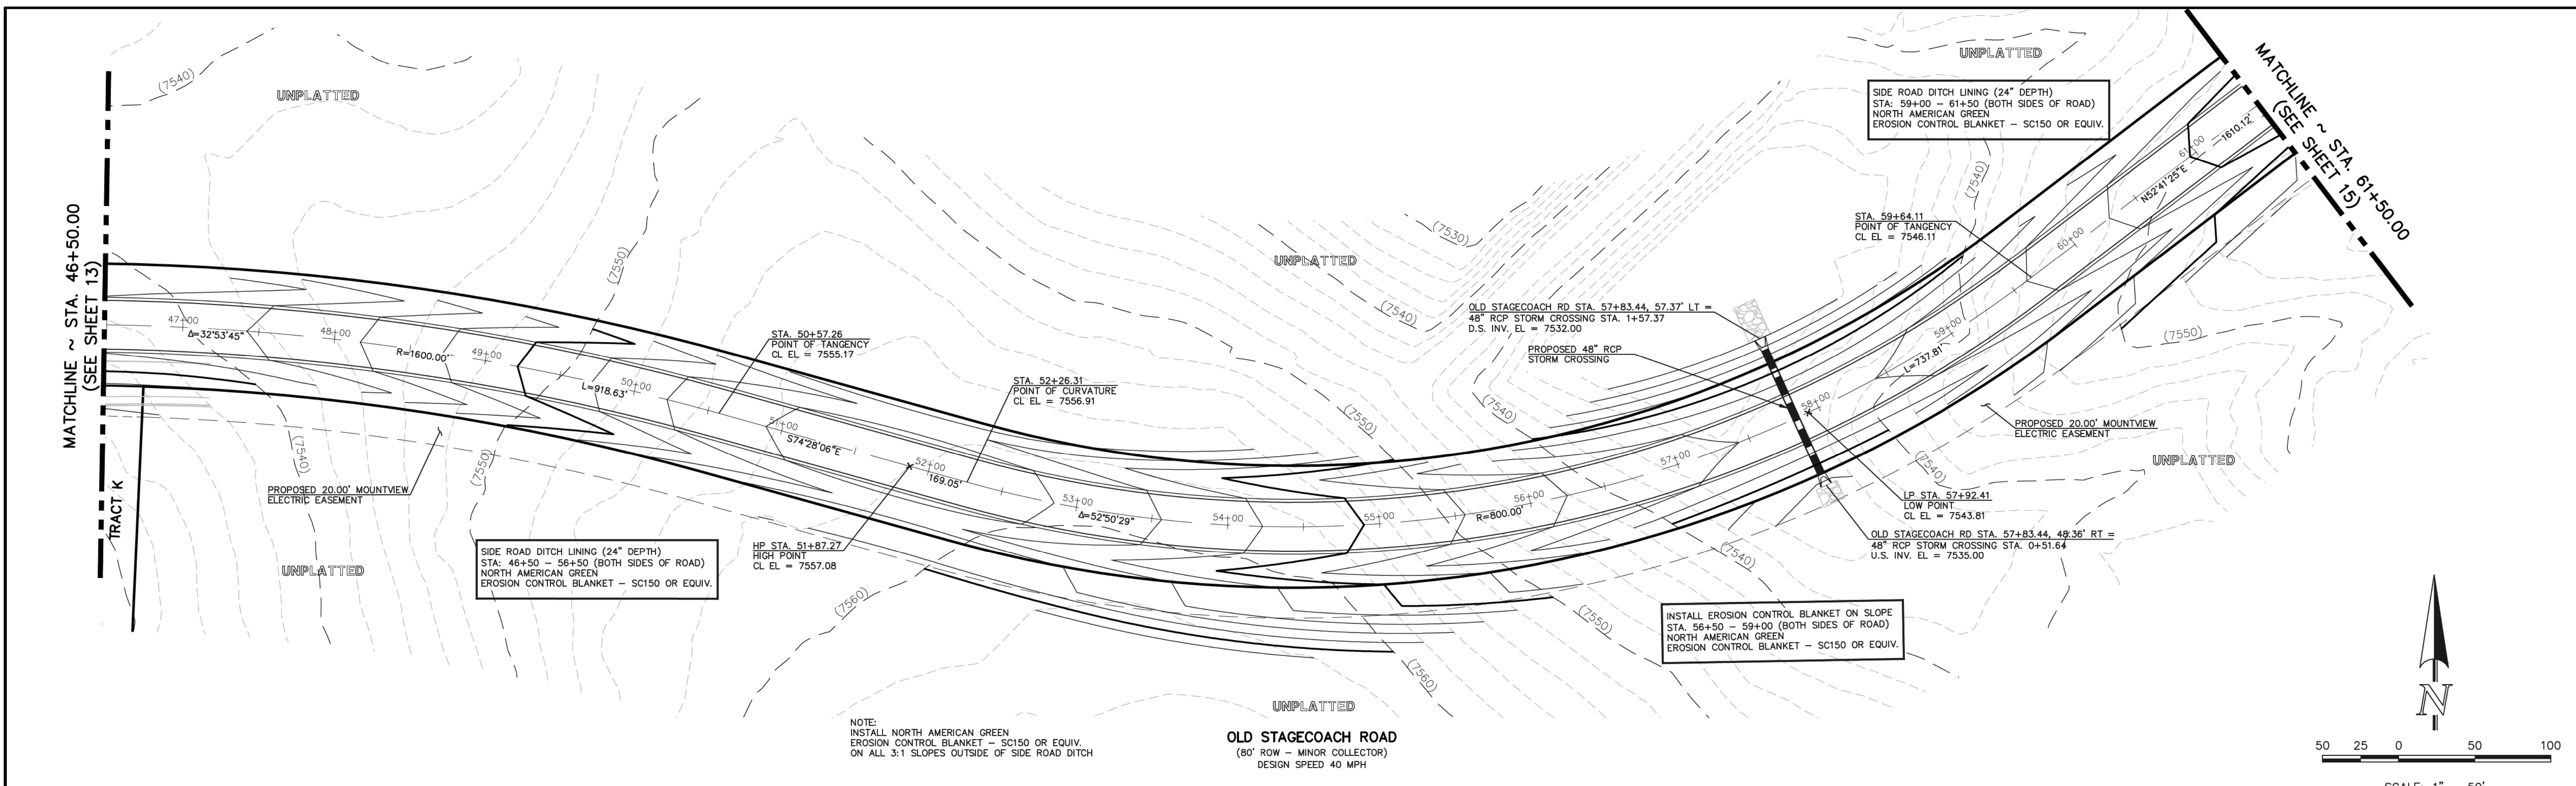 (7540)
UNPLATTED
MATCHLINE ~ STA. 46+50.00
(SEE SHEET 13)
47+00
Δ=32°53'45"
48+00
R=1600.00'
49+00
(7550)
L=918.63'
50+00
STA. 50+57.26
POINT OF TANGENCY
CL EL = 7555.17
51+00
S74°28'06"E
52+00
169.05'
STA. 52+26.31
POINT OF CURVATURE
CL EL = 7556.91
53+00
Δ=52°50'29"
54+00
55+00
R=800.00'
56+00
57+00
(7530)
UNPLATTED
(7540)
(7550)
(7540)
OLD STAGECOACH RD STA. 57+83.44, 57.37' LT =
48" RCP STORM CROSSING STA. 1+57.37
D.S. INV. EL = 7532.00
PROPOSED 48" RCP
STORM CROSSING
58+00
L=737.81'
59+00
STA. 59+64.11
POINT OF TANGENCY
CL EL = 7546.11
60+00
N52°41'25"E
61+00
1610.12'
(7540)
UNPLATTED
SIDE ROAD DITCH LINING (24" DEPTH)
STA: 59+00 – 61+50 (BOTH SIDES OF ROAD)
NORTH AMERICAN GREEN
EROSION CONTROL BLANKET – SC150 OR EQUIV.
MATCHLINE ~ STA. 61+50.00
(SEE SHEET 15)
(7550)
PROPOSED 20.00' MOUNTVIEW
ELECTRIC EASEMENT
UNPLATTED
(7540)
LP STA. 57+92.41
LOW POINT
CL EL = 7543.81
OLD STAGECOACH RD STA. 57+83.44, 48.36' RT =
48" RCP STORM CROSSING STA. 0+51.64
U.S. INV. EL = 7535.00
(7540)
INSTALL EROSION CONTROL BLANKET ON SLOPE
STA. 56+50 – 59+00 (BOTH SIDES OF ROAD)
NORTH AMERICAN GREEN
EROSION CONTROL BLANKET – SC150 OR EQUIV.
(7550)
(7560)
TRACT K
(7540)
(7550)
PROPOSED 20.00' MOUNTVIEW
ELECTRIC EASEMENT
UNPLATTED
SIDE ROAD DITCH LINING (24" DEPTH)
STA: 46+50 – 56+50 (BOTH SIDES OF ROAD)
NORTH AMERICAN GREEN
EROSION CONTROL BLANKET – SC150 OR EQUIV.
HP STA. 51+87.27
HIGH POINT
CL EL = 7557.08
(7560)
NOTE:
INSTALL NORTH AMERICAN GREEN
EROSION CONTROL BLANKET – SC150 OR EQUIV.
ON ALL 3:1 SLOPES OUTSIDE OF SIDE ROAD DITCH
UNPLATTED
OLD STAGECOACH ROAD
(80' ROW – MINOR COLLECTOR)
DESIGN SPEED 40 MPH
N
50 25 0 50 100